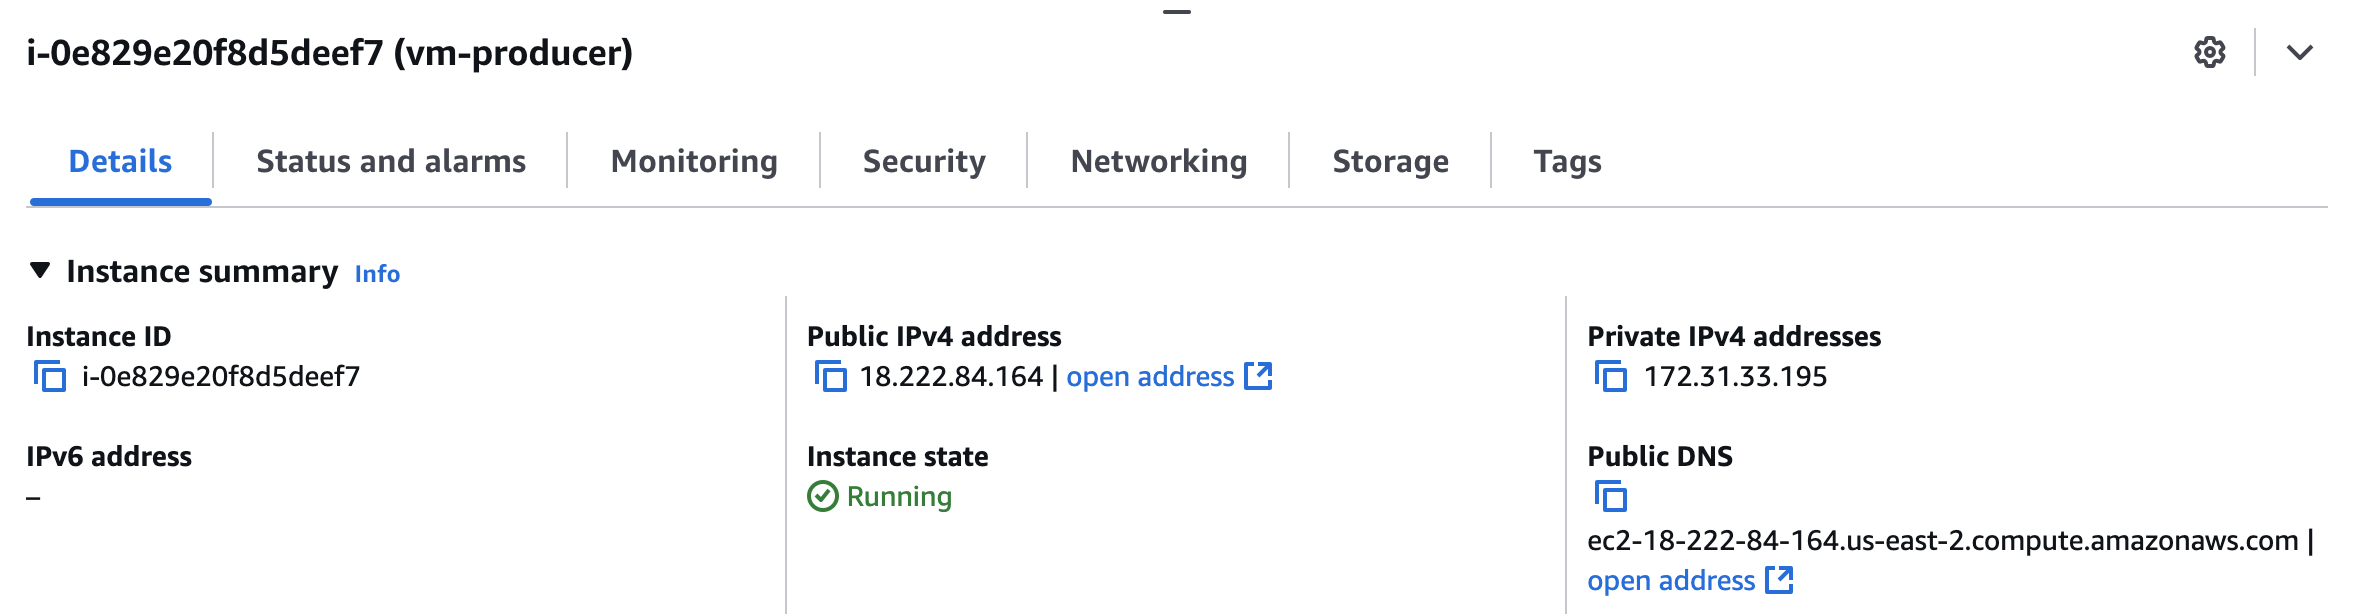 i-0e829e20f8d5deef7 (vm-producer)
Details
Status and alarms
Monitoring
Security
Networking
Storage
Tags
Instance summary Info
Instance ID
i-0e829e20f8d5deef7
Public IPv4 address
18.222.84.164 | open address
Private IPv4 addresses
172.31.33.195
IPv6 address
–
Instance state
Running
Public DNS
ec2-18-222-84-164.us-east-2.compute.amazonaws.com |
open address